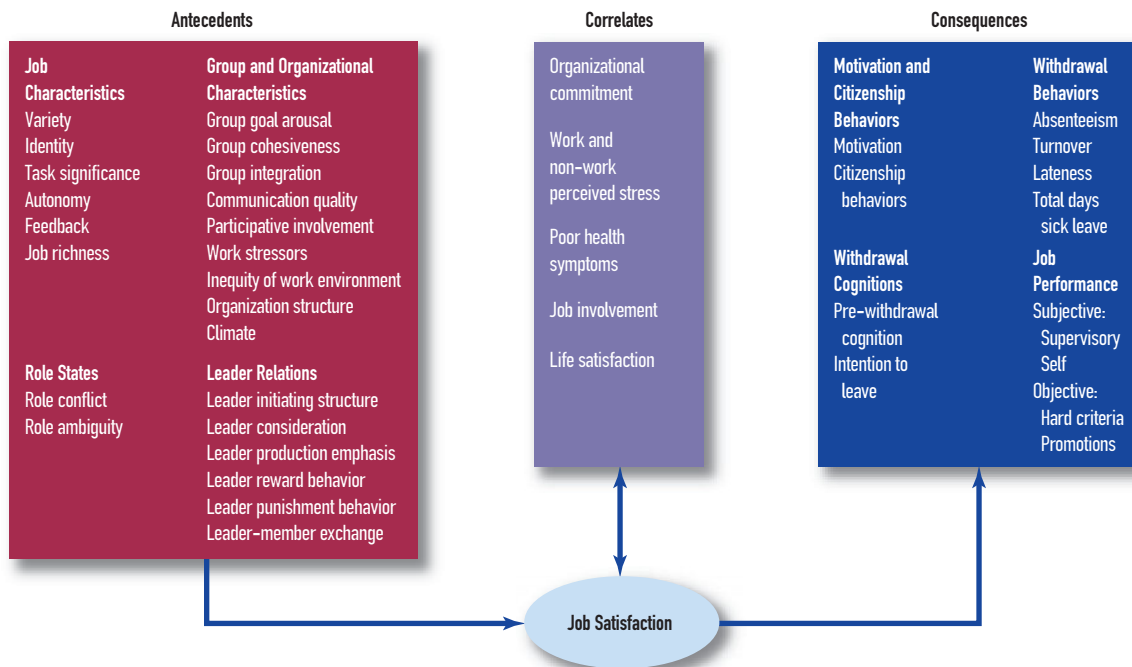 Antecedents
Job
Characteristics
Variety
Identity
Task significance
Autonomy
Feedback
Job richness
Role States
Role conflict
Role ambiguity
Group and Organizational
Characteristics
Group goal arousal
Group cohesiveness
Group integration
Communication quality
Participative involvement
Work stressors
Inequity of work environment
Organization structure
Climate
Leader Relations
Leader initiating structure
Leader consideration
Leader production emphasis
Leader reward behavior
Leader punishment behavior
Leader-member exchange
Correlates
Organizational
commitment
Work and
non-work
perceived stress
Poor health
symptoms
Job involvement
Life satisfaction
Consequences
Motivation and
Citizenship
Behaviors
Motivation
Citizenship
behaviors
Withdrawal
Cognitions
Pre-withdrawal
cognition
Intention to
leave
Withdrawal
Behaviors
Absenteeism
Turnover
Lateness
Total days
sick leave
Job
Performance
Subjective:
Supervisory
Self
Objective:
Hard criteria
Promotions
Job Satisfaction